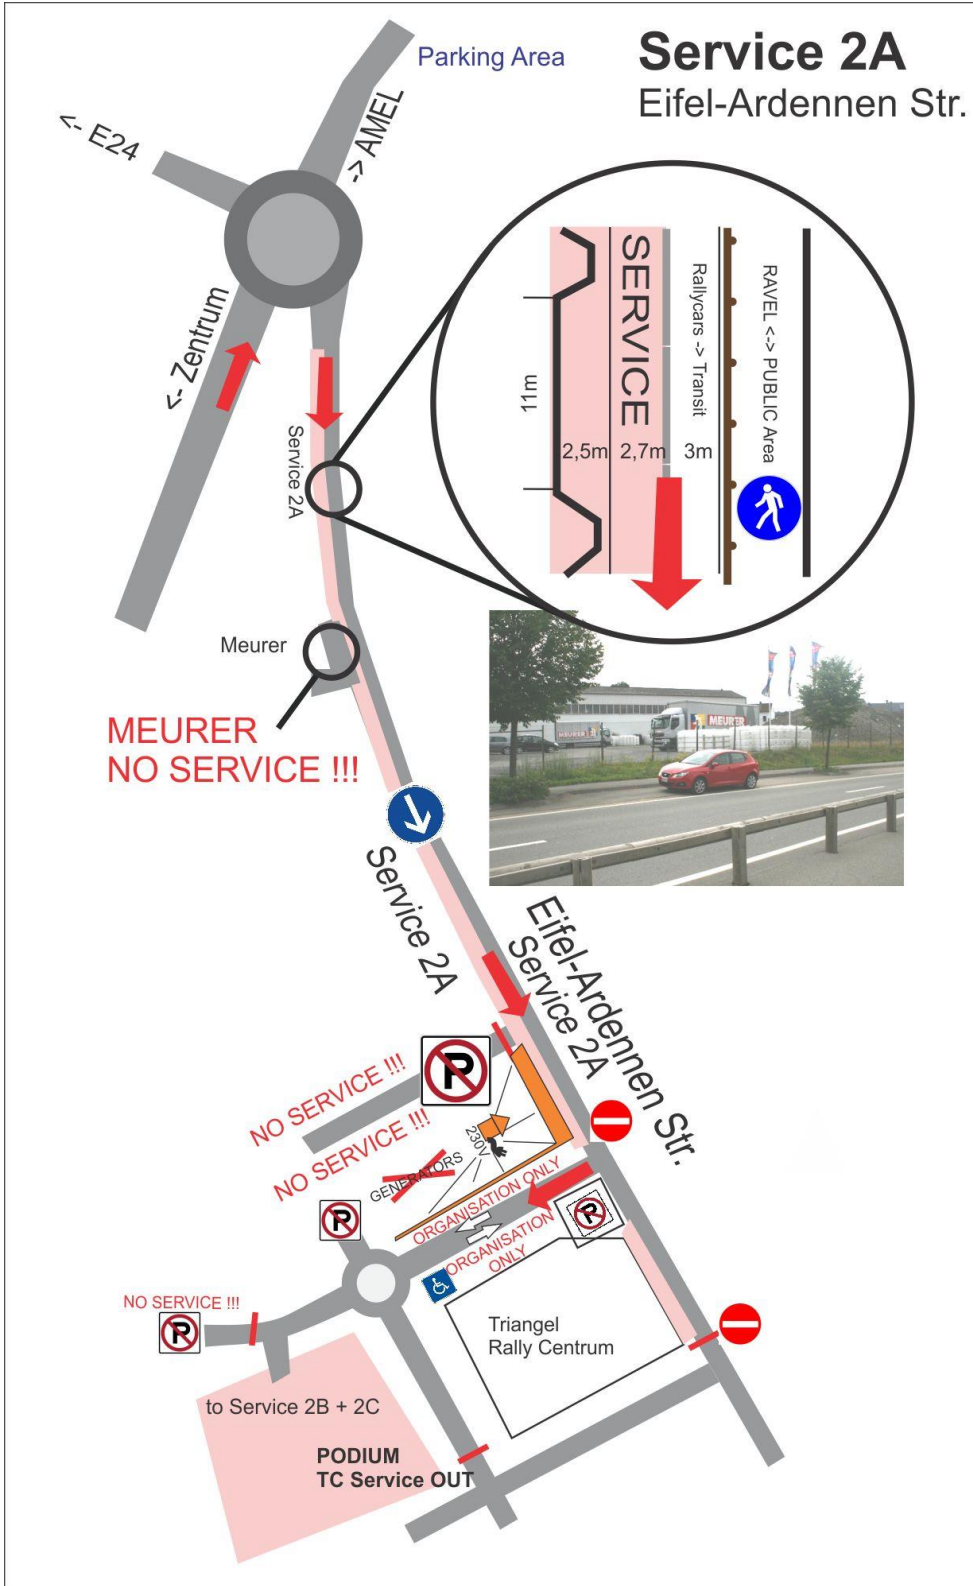 Service 2A
Eifel-Ardennen Str.
Parking Area
<- E24
-> AMEL
<- Zentrum
Service 2A
SERVICE
Rallycars -> Transit
RAVEL <-> PUBLIC Area
11m
2,5m
2,7m
3m
Meurer
MEURER
NO SERVICE !!!
MEURER
MEURER
Service 2A
Eifel-Ardennen Str.
Service 2A
P
NO SERVICE !!!
NO SERVICE !!!
230V
GENERATORS
ORGANISATION ONLY
ORGANISATION
ONLY
P
P
NO SERVICE !!!
P
Triangel
Rally Centrum
to Service 2B + 2C
PODIUM
TC Service OUT